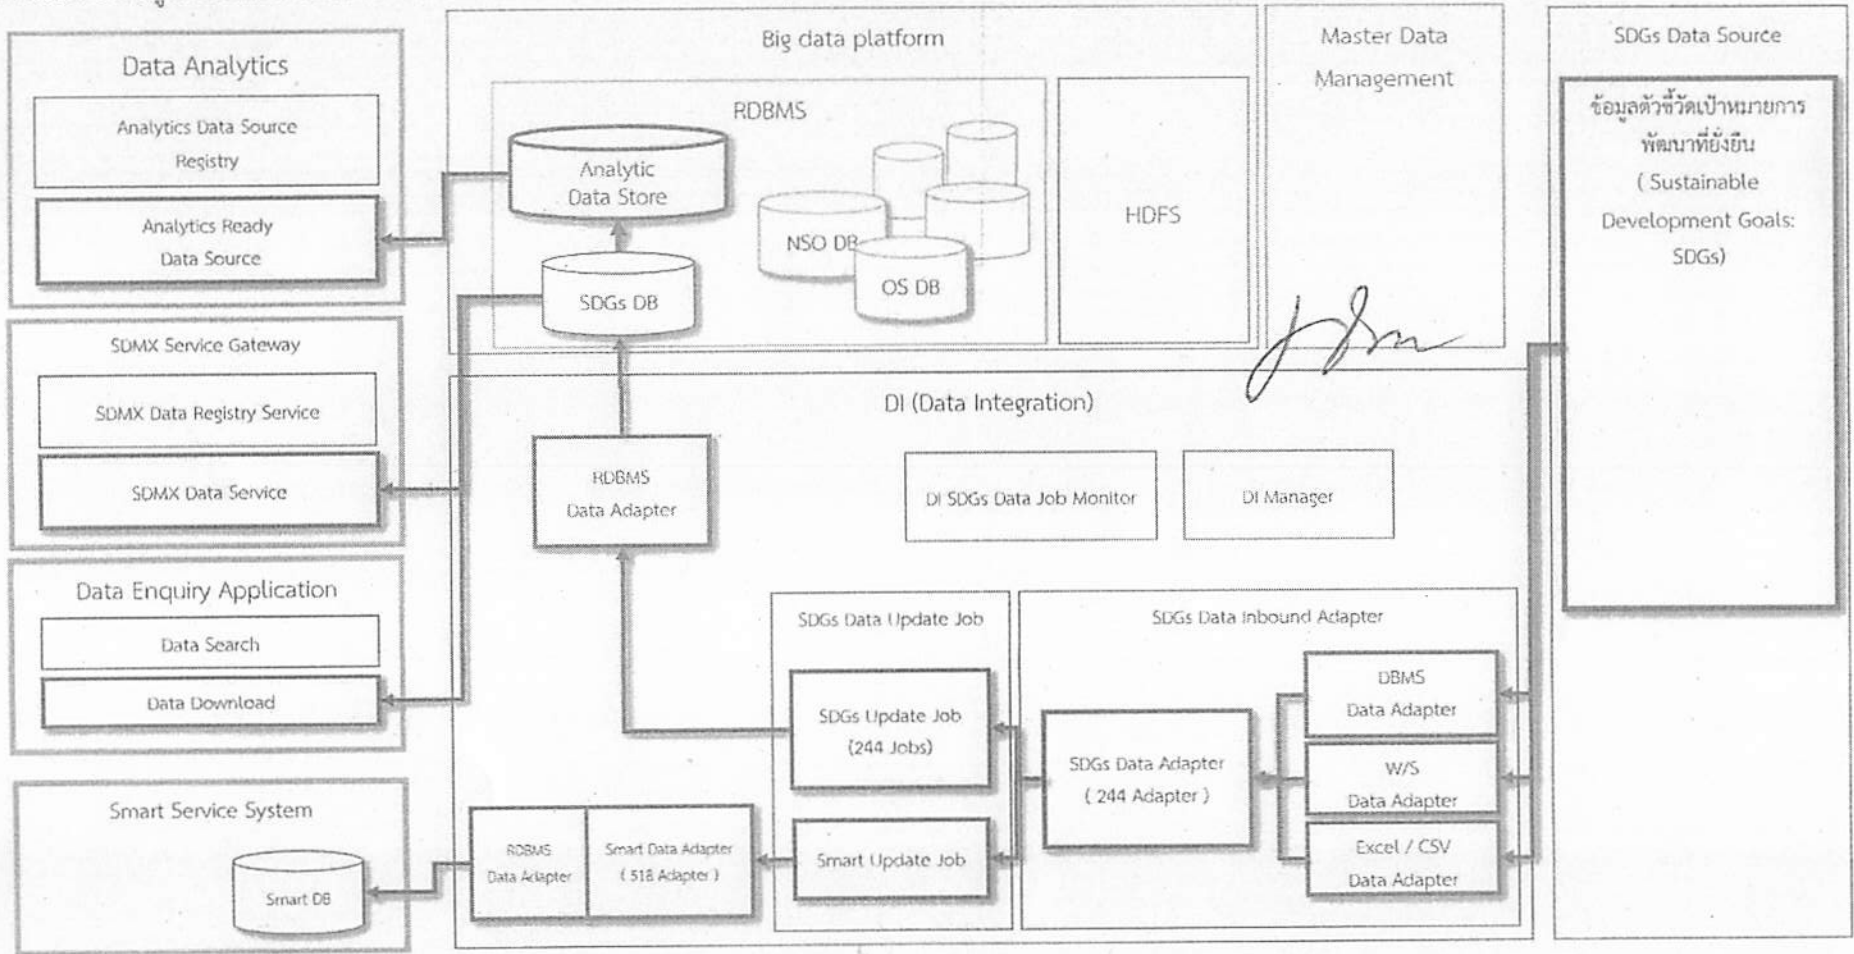 Data Analytics
Analytics Data Source
Registry
Analytics Ready
Data Source
SDMX Service Gateway
SDMX Data Registry Service
SDMX Data Service
Data Enquiry Application
Data Search
Data Download
Smart Service System
Smart DB
Big data platform
RDBMS
Analytic
Data Store
SDGs DB
NSO DB
OS DB
HDFS
Master Data
Management
DI (Data Integration)
RDBMS
Data Adapter
DI SDGs Data Job Monitor
DI Manager
SDGs Data Update Job
SDGs Update Job
(244 Jobs)
Smart Update Job
RDBMS
Data Adapter
Smart Data Adapter
( 518 Adapter )
SDGs Data Inbound Adapter
SDGs Data Adapter
( 244 Adapter )
DBMS
Data Adapter
W/S
Data Adapter
Excel / CSV
Data Adapter
SDGs Data Source
ข้อมูลตัวชี้วัดเป้าหมายการ
พัฒนาที่ยั่งยืน
( Sustainable
Development Goals:
SDGs)